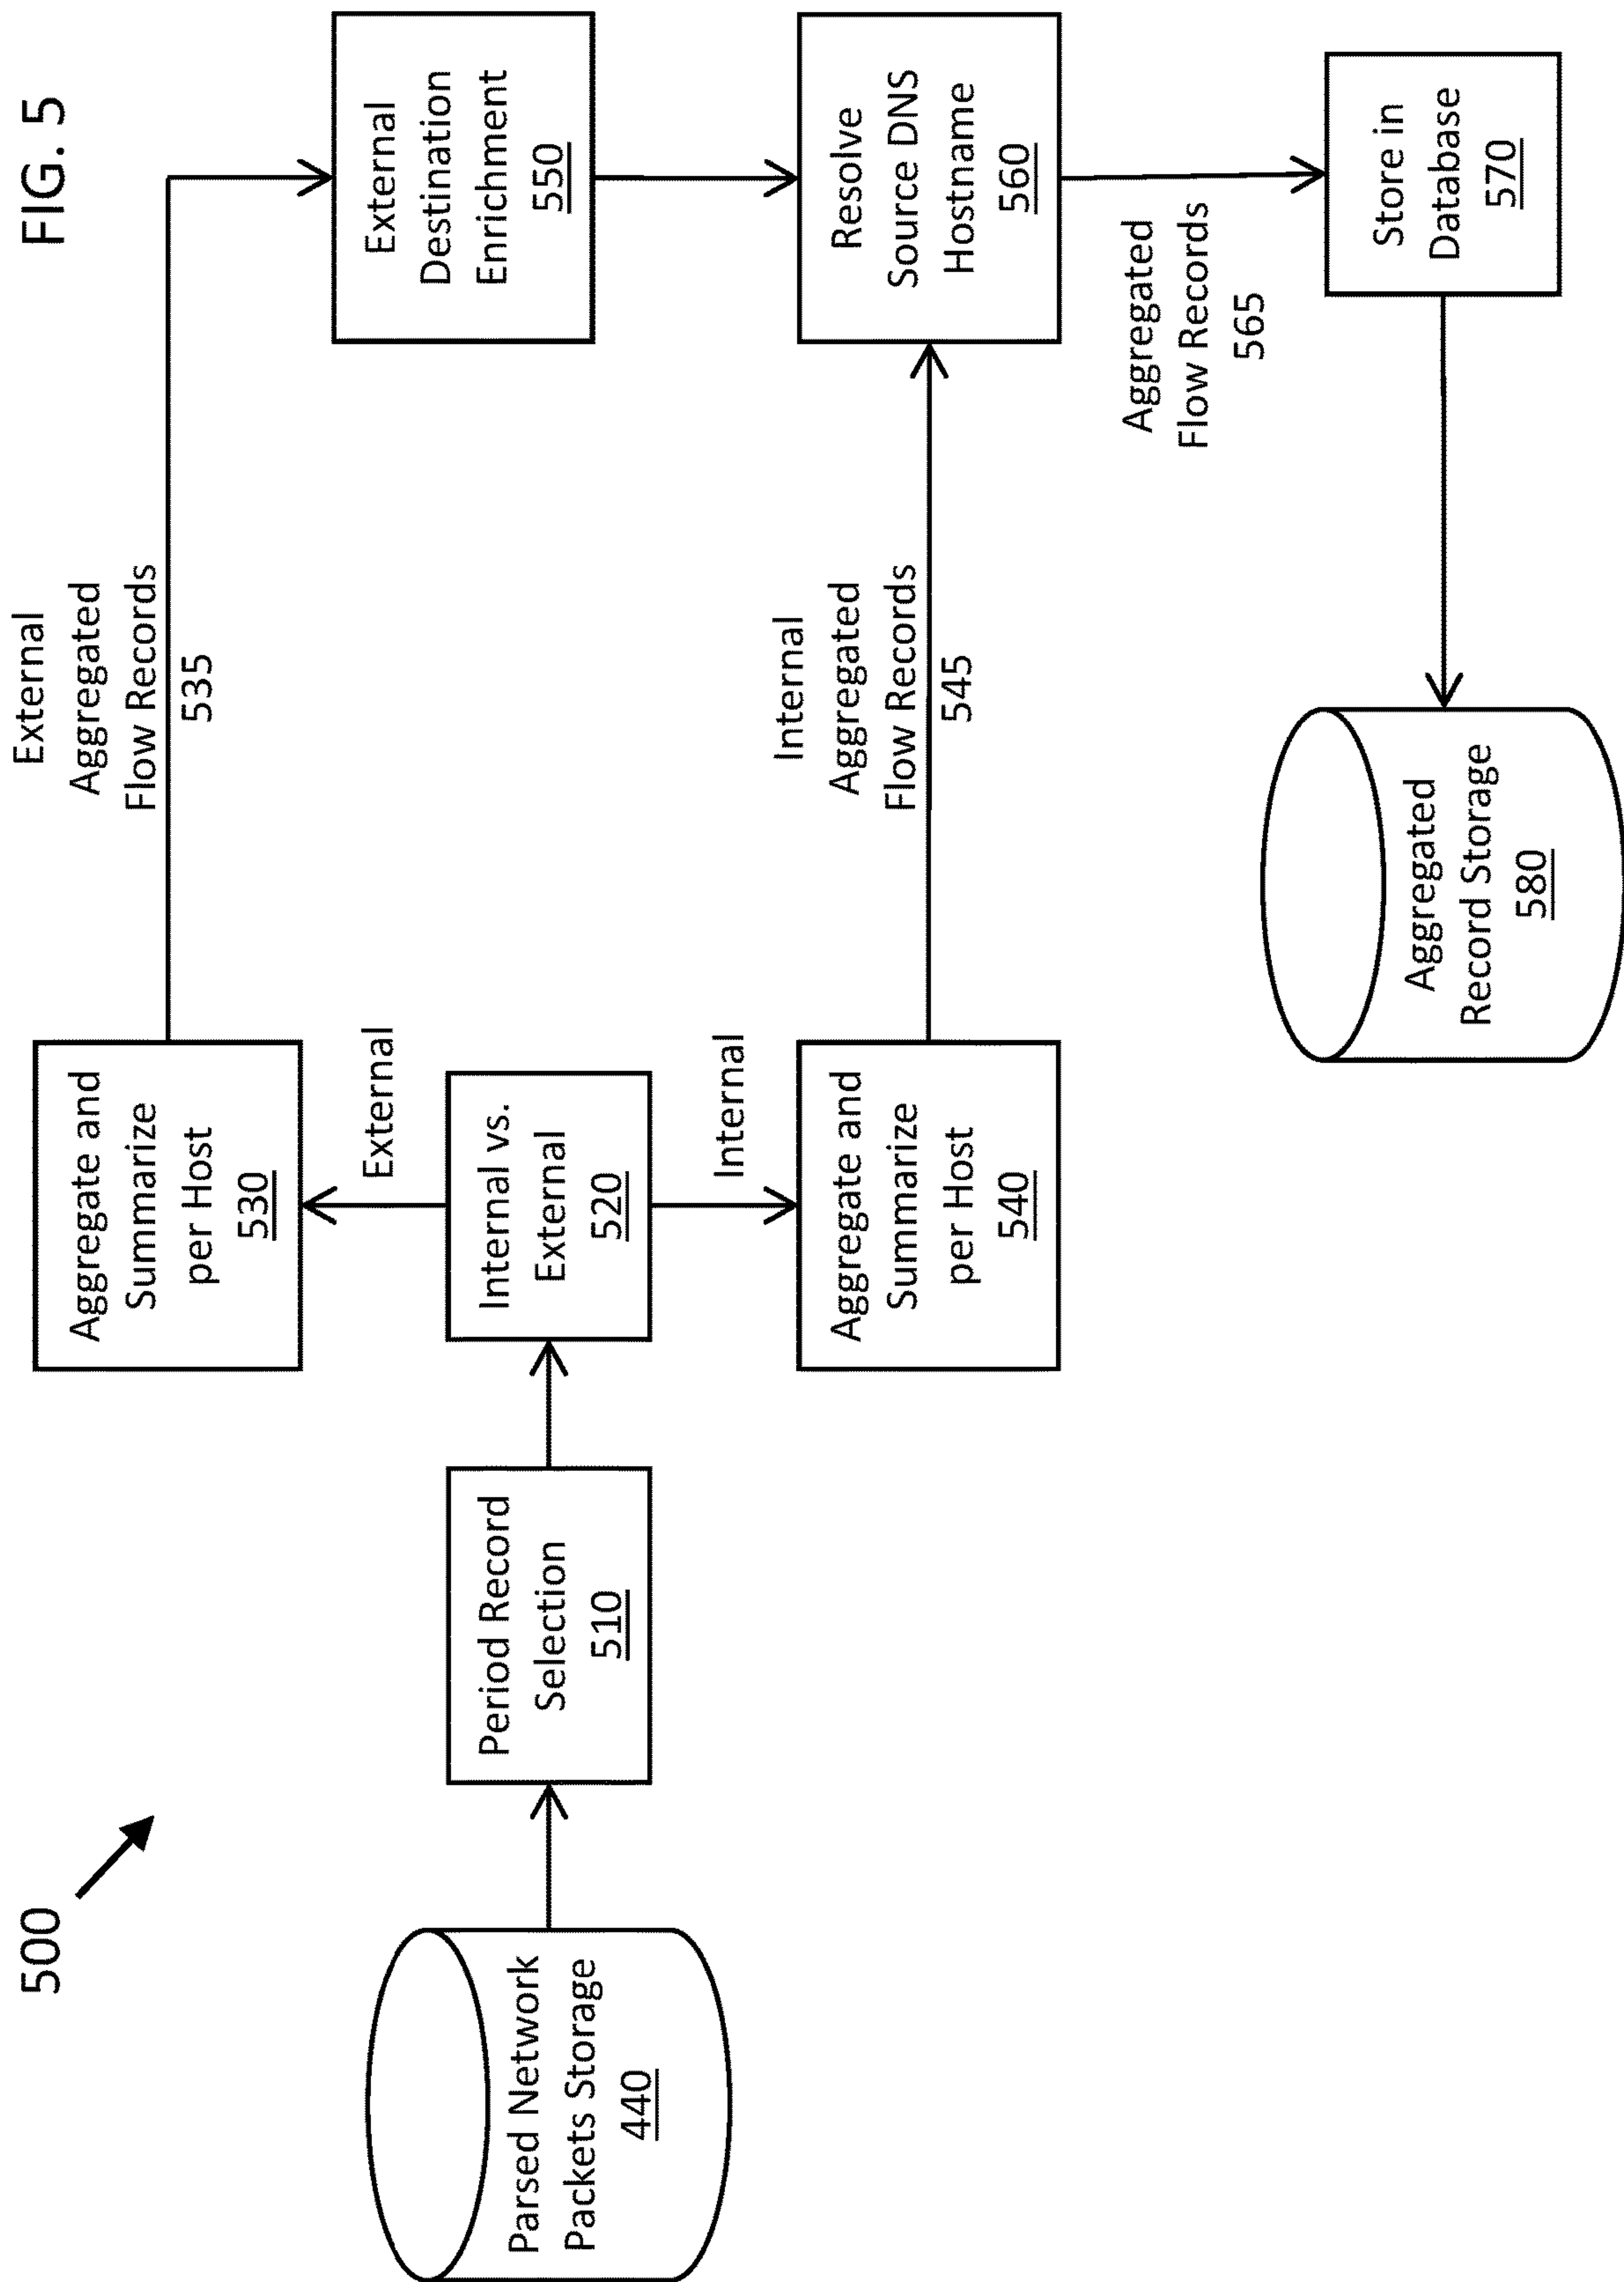 FIG. 5
500
Parsed Network
Packets Storage
440
Period Record
Selection
510
Internal vs.
External
520
External
Internal
Aggregate and
Summarize
per Host
530
Aggregate and
Summarize
per Host
540
External
Aggregated
Flow Records
535
Internal
Aggregated
Flow Records
545
External
Destination
Enrichment
550
Resolve
Source DNS
Hostname
560
Aggregated
Flow Records
565
Store in
Database
570
Aggregated
Record Storage
580